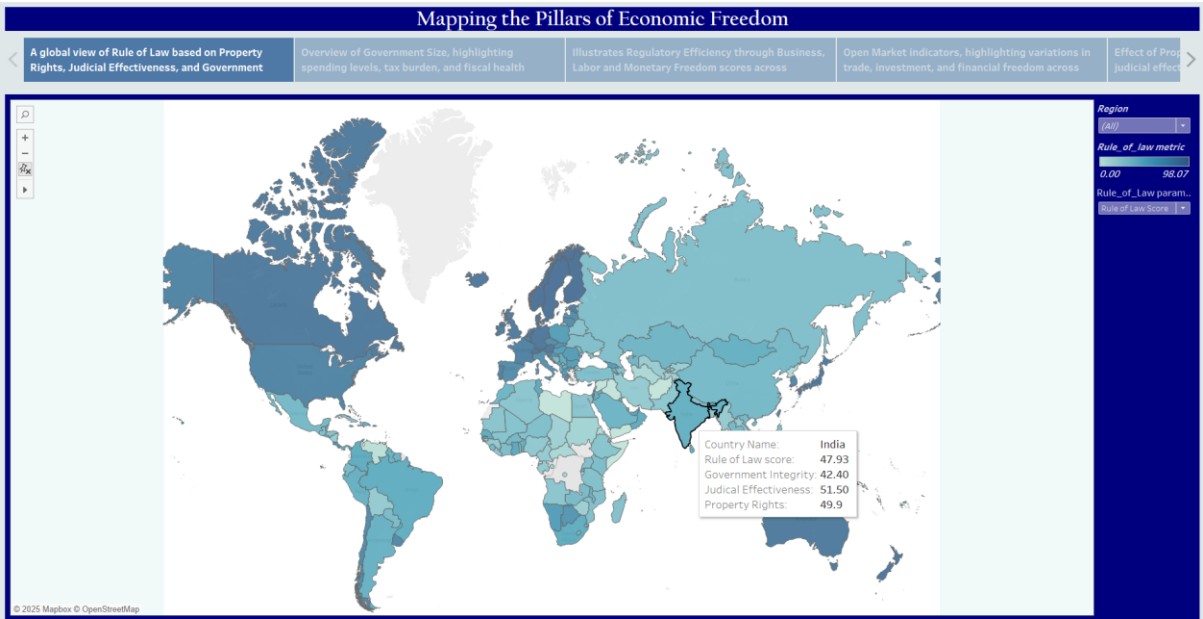 Mapping the Pillars of Economic Freedom
A global view of Rule of Law based on Property
Rights, Judicial Effectiveness, and Government
Overview of Government Size, highlighting
spending levels, tax burden, and fiscal health
Illustrates Regulatory Efficiency through Business,
Labor and Monetary Freedom scores across
Open Market indicators, highlighting variations in
trade, investment, and financial freedom across
Effect of Prop
judicial effect
Region
(All)
Rule_of_law metric
0.00 98.07
Rule_of_Law param..
Rule of Law Score
Country Name: India
Rule of Law score: 47.93
Government Integrity: 42.40
Judical Effectiveness: 51.50
Property Rights: 49.9
© 2025 Mapbox © OpenStreetMap